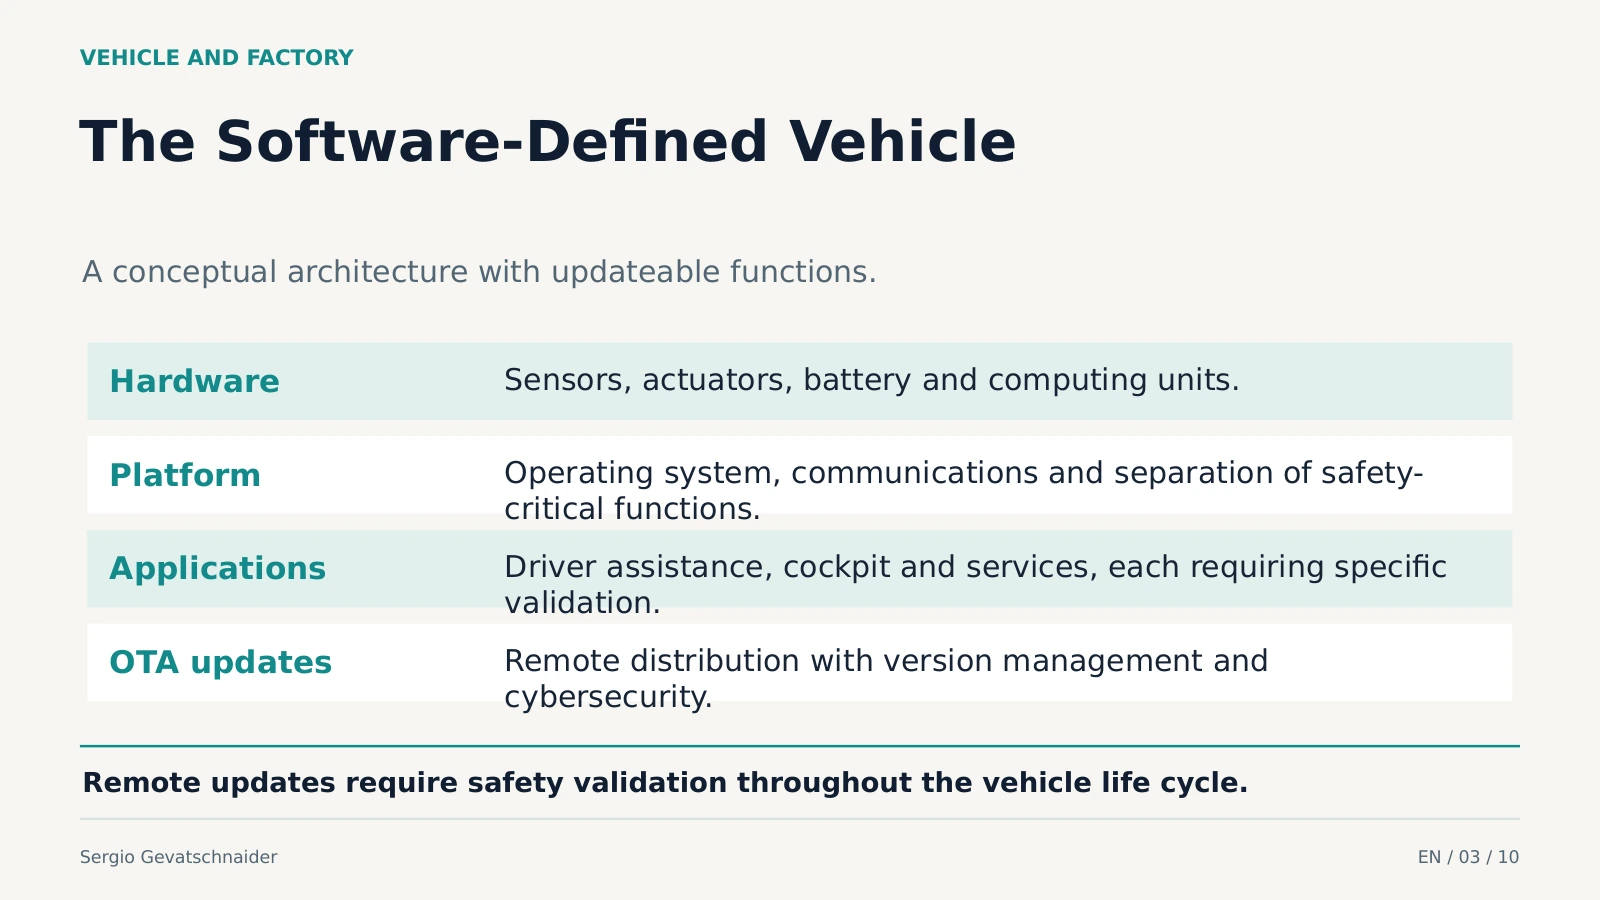 VEHICLE AND FACTORY
The Software-Defined Vehicle
A conceptual architecture with updateable functions.
Hardware
Sensors, actuators, battery and computing units.
Platform
Operating system, communications and separation of safety-
critical functions.
Applications
Driver assistance, cockpit and services, each requiring specific
validation.
OTA updates
Remote distribution with version management and
cybersecurity.
Remote updates require safety validation throughout the vehicle life cycle.
Sergio Gevatschnaider
EN / 03 / 10